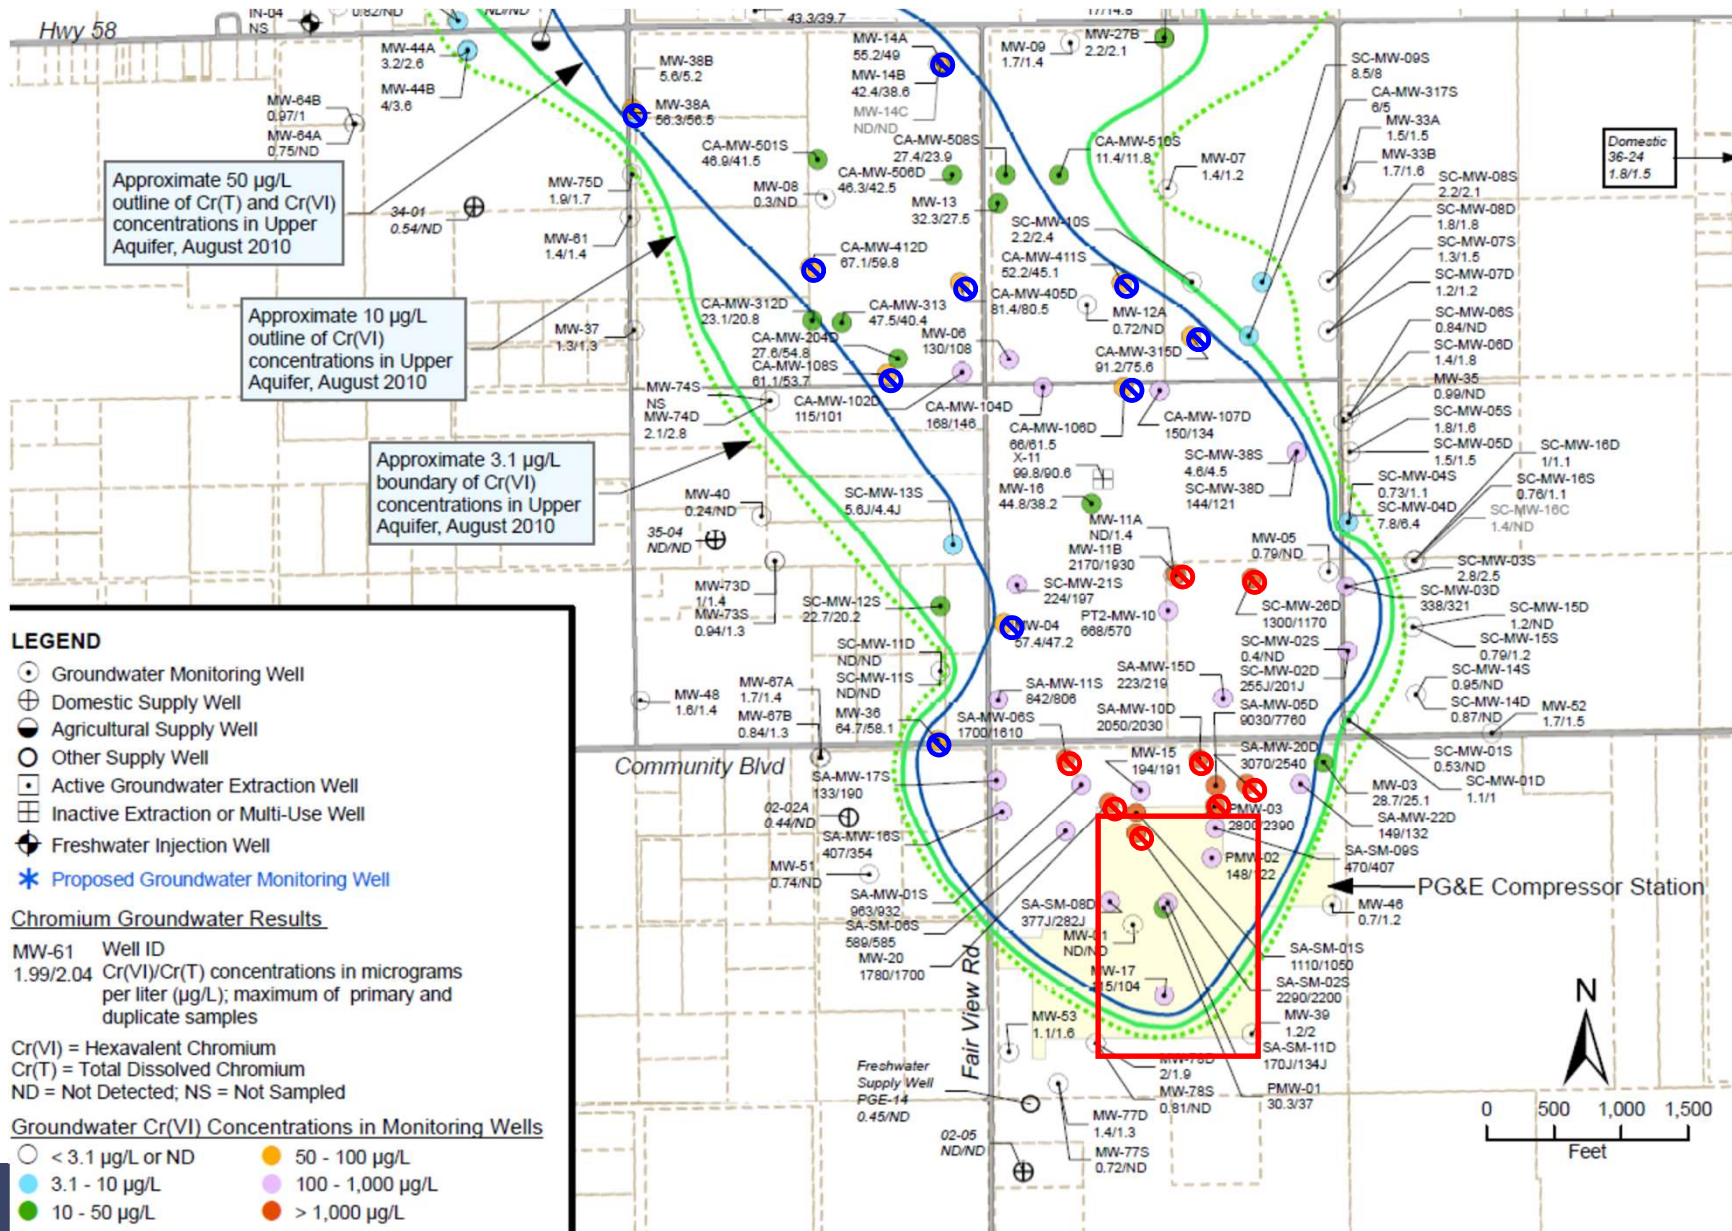 IN-04
NS
0.82/ND
ND/ND
43.3/39.7
17/14.8
Hwy 58
MW-44A
3.2/2.6
MW-44B
4/3.6
MW-64B
0.97/1
MW-64A
0.75/ND
MW-38B
5.6/5.2
MW-38A
56.3/56.5
MW-14A
55.2/49
MW-14B
42.4/38.6
MW-14C
ND/ND
MW-09
1.7/1.4
MW-27B
2.2/2.1
SC-MW-09S
8.5/8
CA-MW-317S
6/5
MW-33A
1.5/1.5
MW-33B
1.7/1.6
Domestic
36-24
1.8/1.5
CA-MW-501S
46.9/41.5
CA-MW-508S
27.4/23.9
CA-MW-506D
46.3/42.5
CA-MW-510S
11.4/11.8
MW-07
1.4/1.2
MW-08
0.3/ND
MW-13
32.3/27.5
MW-75D
1.9/1.7
MW-61
1.4/1.4
34-01
0.54/ND
Approximate 50 µg/L
outline of Cr(T) and Cr(VI)
concentrations in Upper
Aquifer, August 2010
SC-MW-08S
2.2/2.1
SC-MW-08D
1.8/1.8
SC-MW-07S
1.3/1.5
SC-MW-07D
1.2/1.2
SC-MW-10S
2.2/2.4
CA-MW-411S
52.2/45.1
CA-MW-412D
67.1/59.8
CA-MW-405D
81.4/80.5
MW-12A
0.72/ND
Approximate 10 µg/L
outline of Cr(VI)
concentrations in Upper
Aquifer, August 2010
CA-MW-312D
23.1/20.8
CA-MW-313
47.5/40.4
CA-MW-204D
27.6/54.8
CA-MW-108S
61.1/53.7
MW-06
130/108
MW-37
1.3/1.3
CA-MW-315D
91.2/75.6
SC-MW-06S
0.84/ND
SC-MW-06D
1.4/1.8
MW-35
0.99/ND
SC-MW-05S
1.8/1.6
SC-MW-05D
1.5/1.5
MW-74S
NS
MW-74D
2.1/2.8
CA-MW-102D
115/101
CA-MW-104D
168/146
CA-MW-106D
66/61.5
CA-MW-107D
150/134
X-11
99.8/90.6
SC-MW-38S
4.6/4.5
SC-MW-38D
144/121
SC-MW-16D
1/1.1
SC-MW-16S
0.76/1.1
SC-MW-16C
1.4/ND
SC-MW-04S
0.73/1.1
SC-MW-04D
7.8/6.4
Approximate 3.1 µg/L
boundary of Cr(VI)
concentrations in Upper
Aquifer, August 2010
MW-40
0.24/ND
SC-MW-13S
5.6J/4.4J
MW-16
44.8/38.2
MW-11A
ND/1.4
MW-11B
2170/1930
MW-05
0.79/ND
35-04
ND/ND
SC-MW-03S
2.8/2.5
SC-MW-03D
338/321
MW-73D
1/1.4
MW-73S
0.94/1.3
SC-MW-12S
22.7/20.2
SC-MW-21S
224/197
PT2-MW-10
668/570
SC-MW-26D
1300/1170
SC-MW-15D
1.2/ND
SC-MW-15S
0.79/1.2
MW-04
57.4/47.2
SC-MW-02S
0.4/ND
SC-MW-02D
255J/201J
SC-MW-11D
ND/ND
SC-MW-11S
ND/ND
SC-MW-14S
0.95/ND
SC-MW-14D
0.87/ND
MW-48
1.6/1.4
MW-67A
1.7/1.4
MW-67B
0.84/1.3
MW-36
64.7/58.1
SA-MW-11S
842/806
SA-MW-15D
223/219
SA-MW-05D
9030/7760
SA-MW-06S
1700/1610
SA-MW-10D
2050/2030
SA-MW-20D
3070/2540
MW-52
1.7/1.5
SC-MW-01S
0.53/ND
SC-MW-01D
1.1/1
Community Blvd
MW-15
194/191
SA-MW-17S
133/190
MW-03
28.7/25.1
02-02A
0.44/ND
PMW-03
2800/2390
SA-MW-22D
149/132
SA-MW-16S
407/354
SA-SM-09S
470/407
MW-51
0.74/ND
PMW-02
148/122
PG&E Compressor Station
SA-MW-01S
963/932
SA-SM-06S
589/585
MW-20
1780/1700
SA-SM-08D
377J/282J
MW-01
ND/ND
MW-46
0.7/1.2
SA-SM-01S
1110/1050
SA-SM-02S
2290/2200
MW-17
115/104
Fair View Rd
MW-53
1.1/1.6
MW-39
1.2/2
SA-SM-11D
170J/134J
MW-78D
2/1.9
MW-78S
0.81/ND
PMW-01
30.3/37
Freshwater
Supply Well
PGE-14
0.45/ND
MW-77D
1.4/1.3
MW-77S
0.72/ND
02-05
ND/ND
N
0 500 1,000 1,500
Feet
LEGEND
Groundwater Monitoring Well
Domestic Supply Well
Agricultural Supply Well
Other Supply Well
Active Groundwater Extraction Well
Inactive Extraction or Multi-Use Well
Freshwater Injection Well
Proposed Groundwater Monitoring Well
Chromium Groundwater Results
MW-61 Well ID
1.99/2.04 Cr(VI)/Cr(T) concentrations in micrograms
per liter (µg/L); maximum of primary and
duplicate samples
Cr(VI) = Hexavalent Chromium
Cr(T) = Total Dissolved Chromium
ND = Not Detected; NS = Not Sampled
Groundwater Cr(VI) Concentrations in Monitoring Wells
< 3.1 µg/L or ND
3.1 - 10 µg/L
10 - 50 µg/L
50 - 100 µg/L
100 - 1,000 µg/L
> 1,000 µg/L